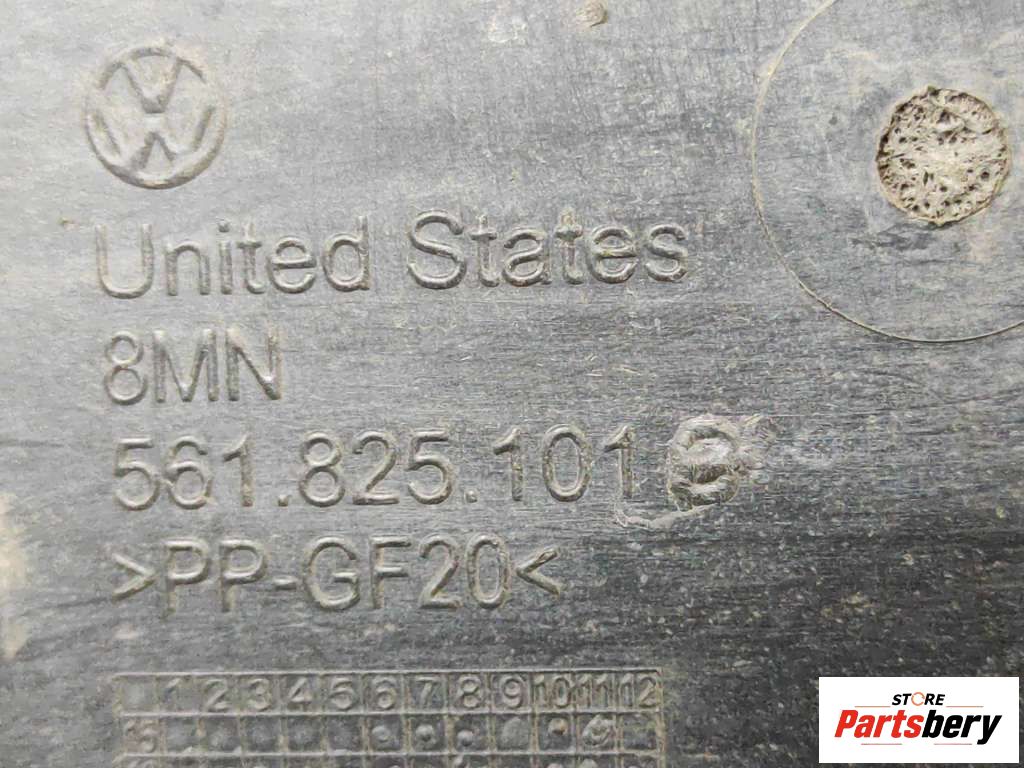 United States
8MN
561.825.101
>PP-GF20<
1 2 3 4 5 6 7 8 9 10 11 12
STORE
Partsbery